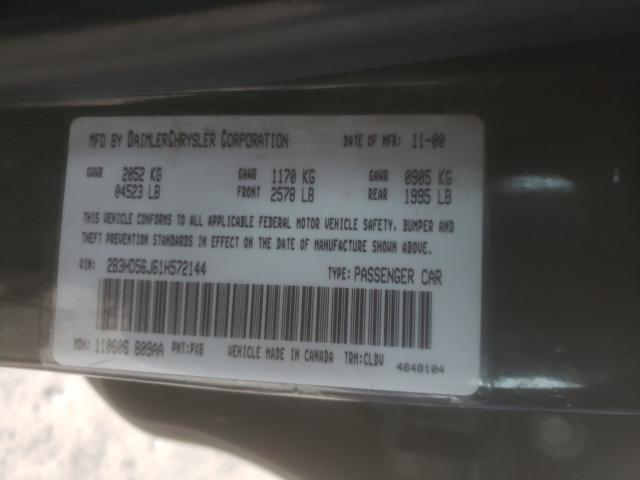 MFD BY DAIMLERCHRYSLER CORPORATION DATE OF MFR: 11-00
GVWR 2052 KG GAWR 1170 KG GAWR 0905 KG
04523 LB FRONT 2578 LB REAR 1995 LB
THIS VEHICLE CONFORMS TO ALL APPLICABLE FEDERAL MOTOR VEHICLE SAFETY, BUMPER AND
THEFT PREVENTION STANDARDS IN EFFECT ON THE DATE OF MANUFACTURE SHOWN ABOVE.
VIN: 2B3HD56J61H572144 TYPE: PASSENGER CAR
MDH: 110606 809AA PNT:PX8 VEHICLE MADE IN CANADA TRM:CLDV
4648104